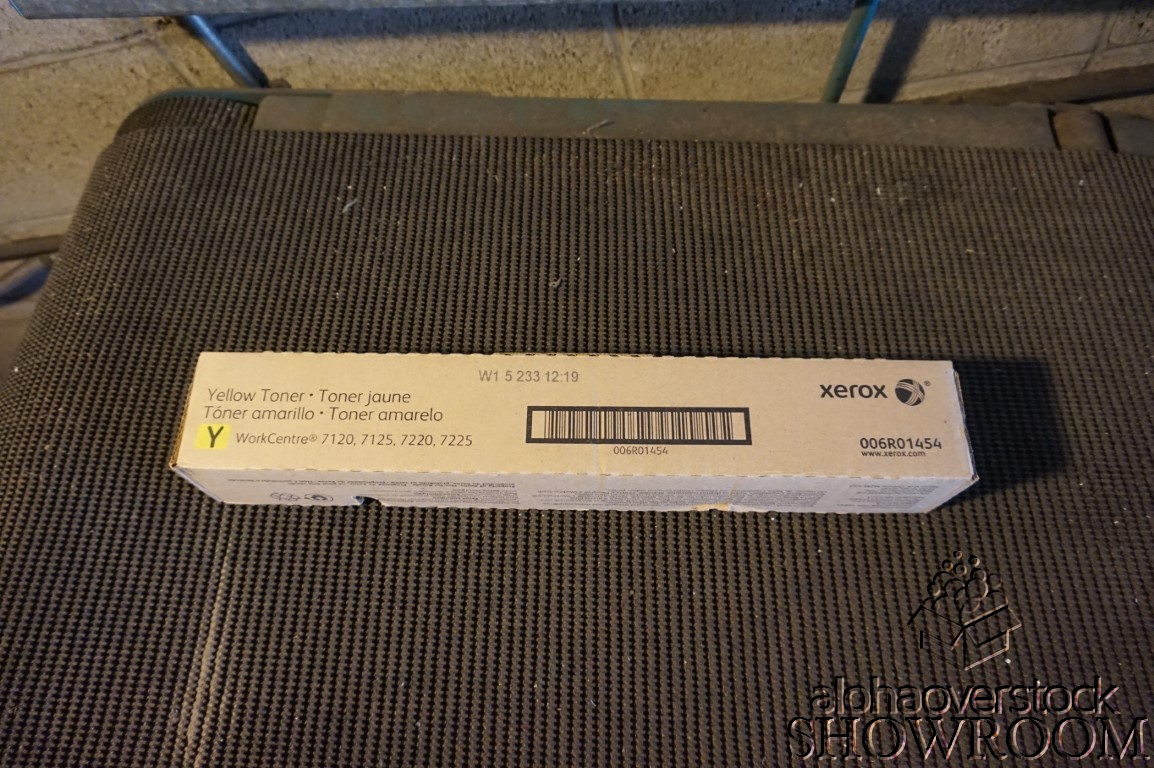 W1 5 233 12:19
Yellow Toner • Toner jaune
Tóner amarillo • Toner amarelo
Y WorkCentre® 7120, 7125, 7220, 7225
006R01454
xerox ®
006R01454
www.xerox.com
alphaoverstock
SHOWROOM